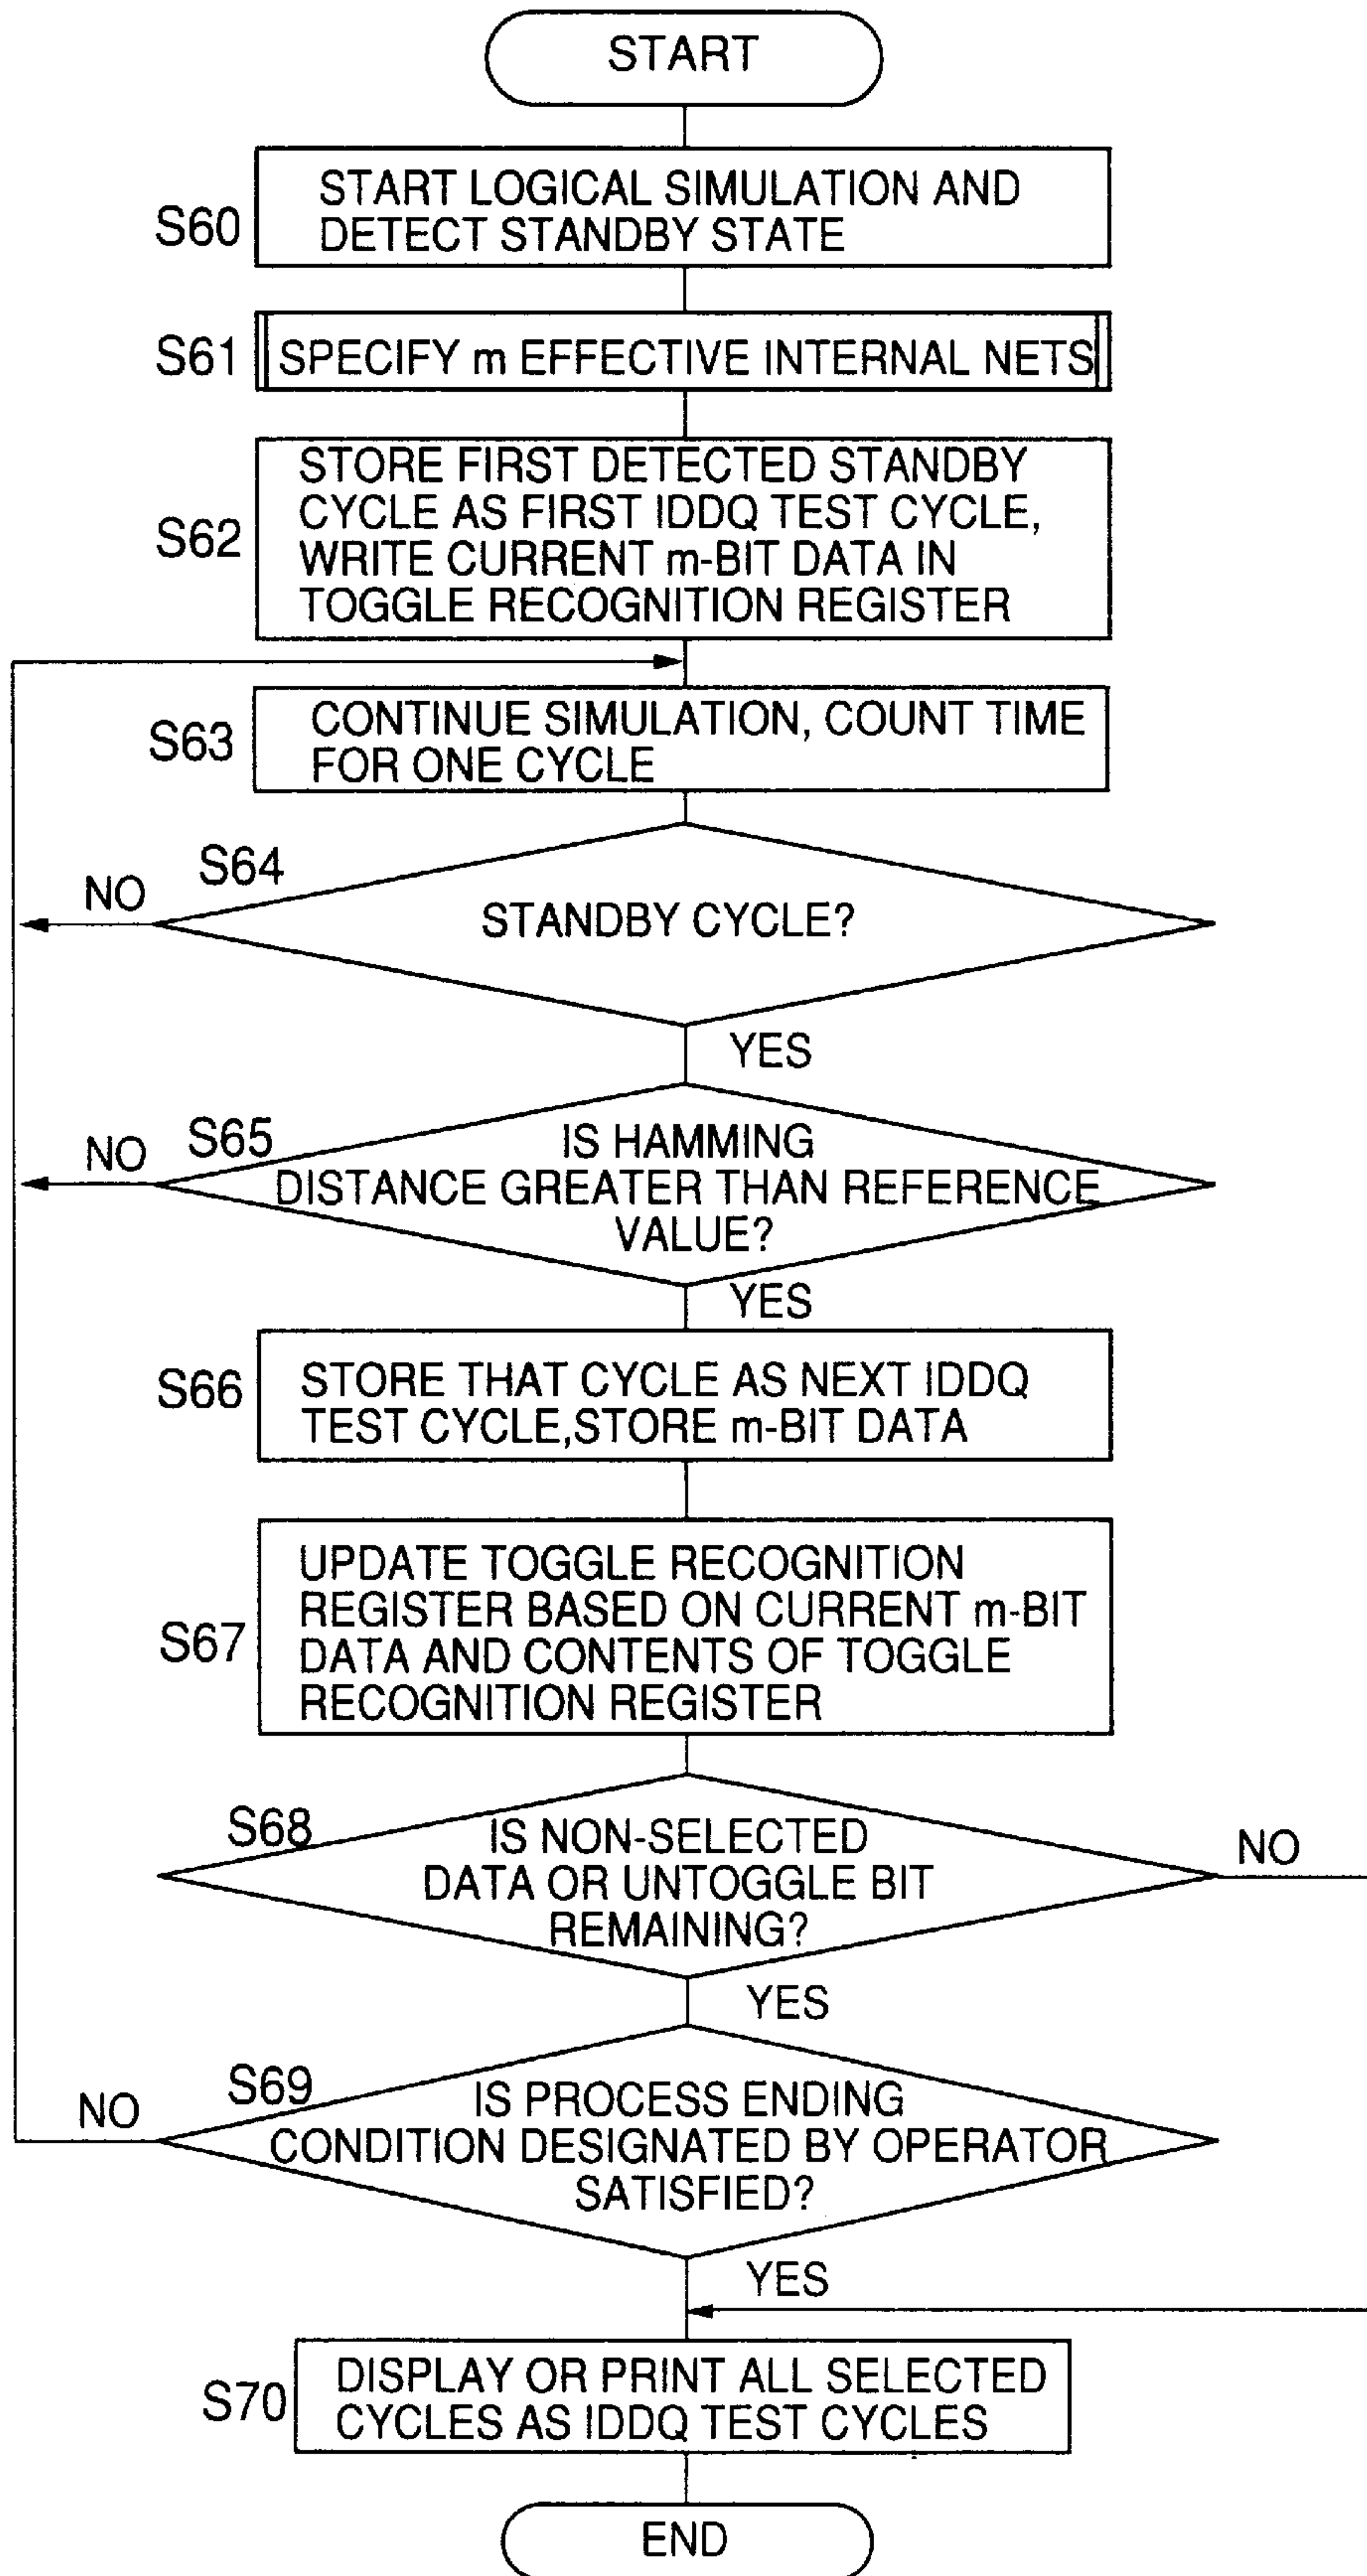 START
S60
START LOGICAL SIMULATION AND
DETECT STANDBY STATE
S61
SPECIFY m EFFECTIVE INTERNAL NETS
S62
STORE FIRST DETECTED STANDBY
CYCLE AS FIRST IDDQ TEST CYCLE,
WRITE CURRENT m-BIT DATA IN
TOGGLE RECOGNITION REGISTER
S63
CONTINUE SIMULATION, COUNT TIME
FOR ONE CYCLE
S64
NO
STANDBY CYCLE?
YES
S65
NO
IS HAMMING
DISTANCE GREATER THAN REFERENCE
VALUE?
YES
S66
STORE THAT CYCLE AS NEXT IDDQ
TEST CYCLE,STORE m-BIT DATA
S67
UPDATE TOGGLE RECOGNITION
REGISTER BASED ON CURRENT m-BIT
DATA AND CONTENTS OF TOGGLE
RECOGNITION REGISTER
S68
IS NON-SELECTED
DATA OR UNTOGGLE BIT
REMAINING?
NO
YES
S69
NO
IS PROCESS ENDING
CONDITION DESIGNATED BY OPERATOR
SATISFIED?
YES
S70
DISPLAY OR PRINT ALL SELECTED
CYCLES AS IDDQ TEST CYCLES
END